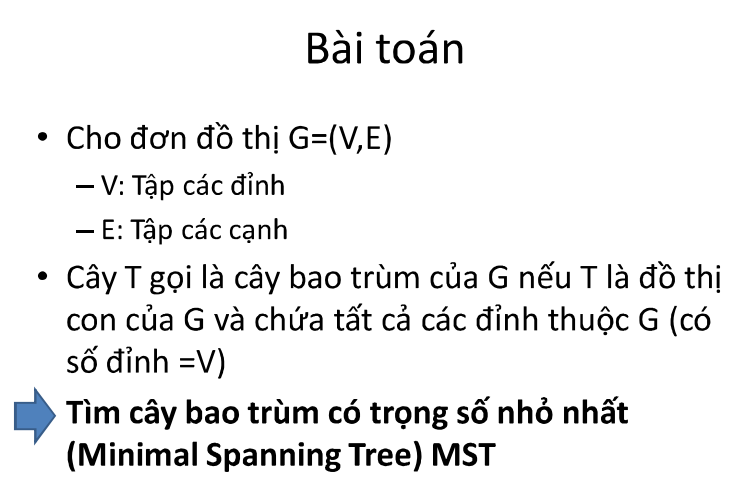 Bài toán
• Cho đơn đồ thị G=(V,E)
– V: Tập các đỉnh
– E: Tập các cạnh
• Cây T gọi là cây bao trùm của G nếu T là đồ thị
con của G và chứa tất cả các đỉnh thuộc G (có
số đỉnh =V)
Tìm cây bao trùm có trọng số nhỏ nhất
(Minimal Spanning Tree) MST